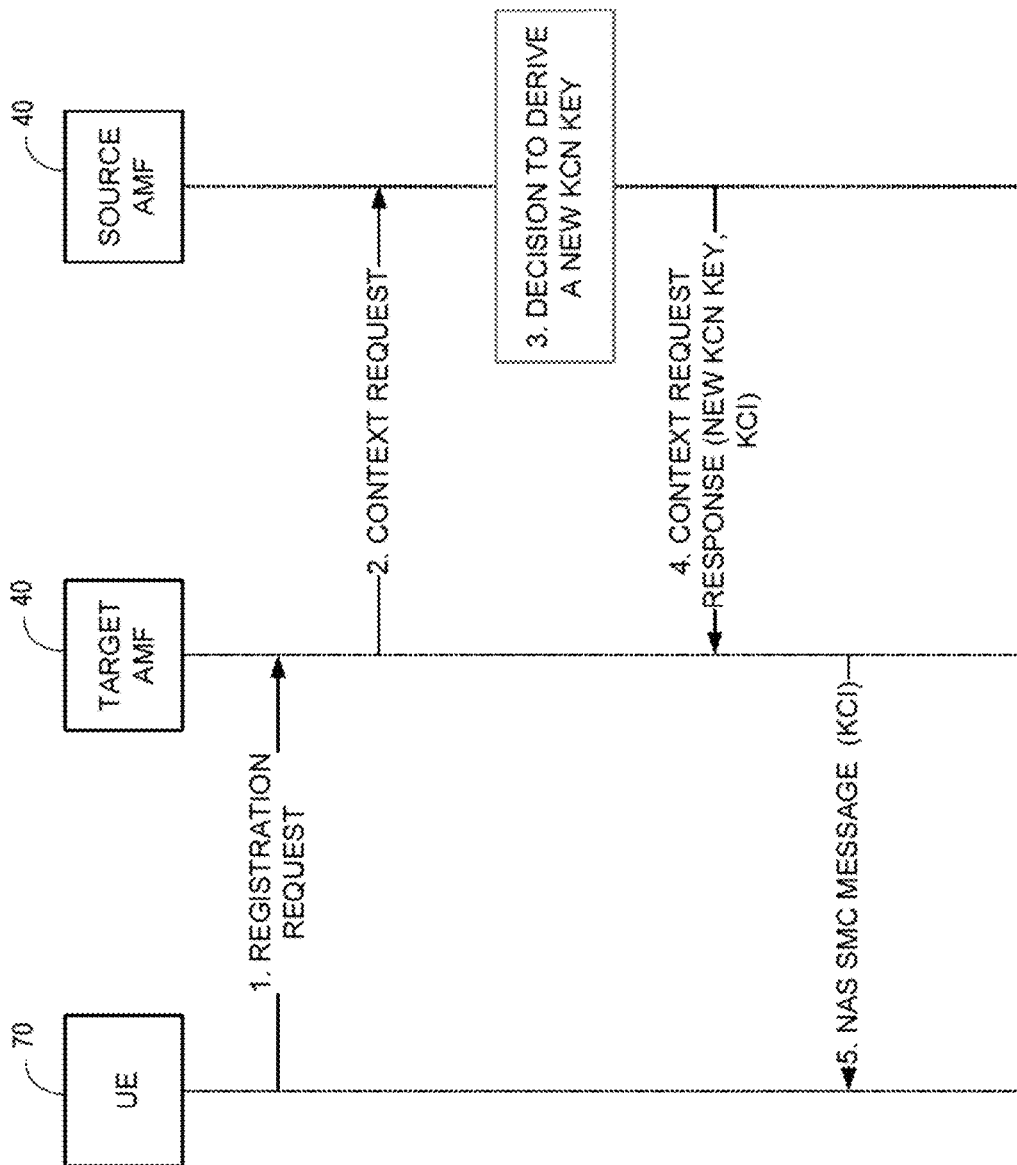 70
UE
40
TARGET
AMF
40
SOURCE
AMF
1. REGISTRATION
REQUEST
2. CONTEXT REQUEST
3. DECISION TO DERIVE
A NEW KCN KEY
4. CONTEXT REQUEST
RESPONSE (NEW KCN KEY,
KCI)
5. NAS SMC MESSAGE (KCI)